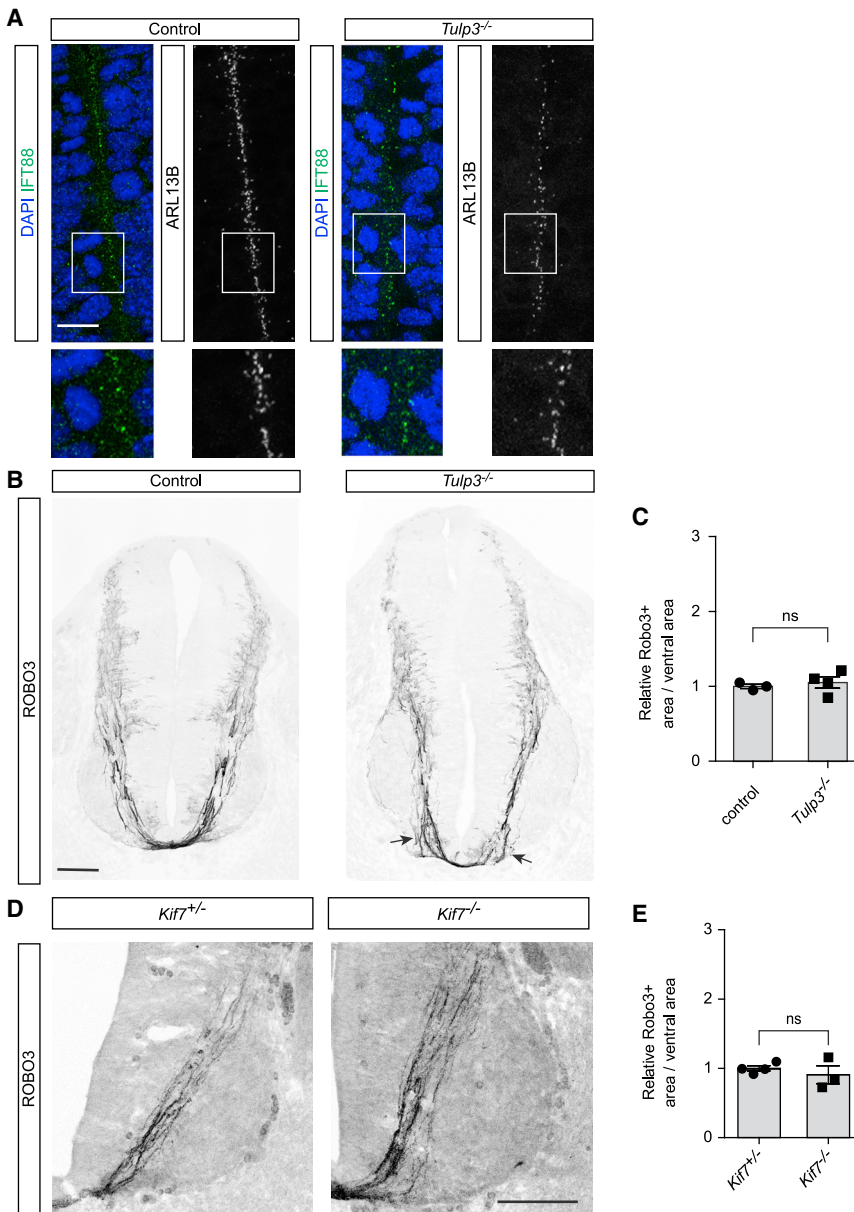 A
Control
Tulp3-/-
DAPI IFT88
ARL13B
DAPI IFT88
ARL13B
B
Control
Tulp3-/-
ROBO3
C
Relative Robo3+
area / ventral area
3
2
1
0
ns
control
Tulp3-/-
D
Kif7+/-
Kif7-/-
ROBO3
E
Relative Robo3+
area / ventral area
3
2
1
0
ns
Kif7+/-
Kif7-/-